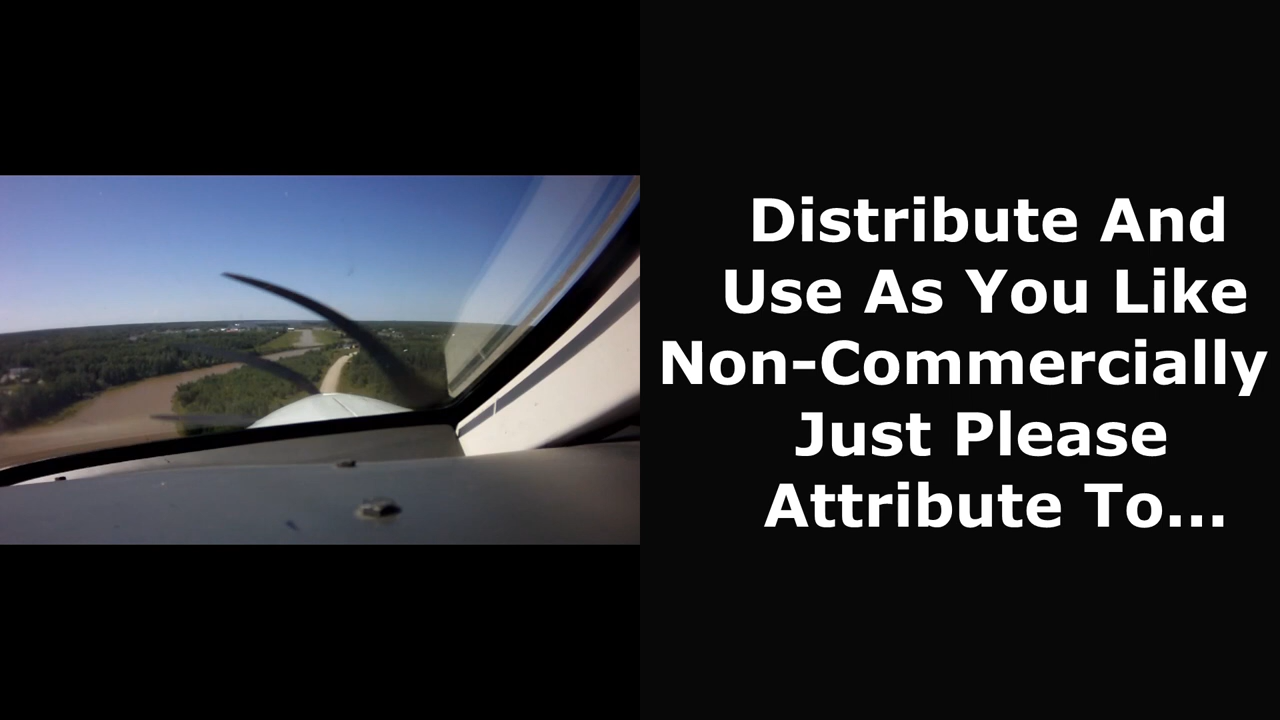 Distribute And
Use As You Like
Non-Commercially
Just Please
Attribute To...